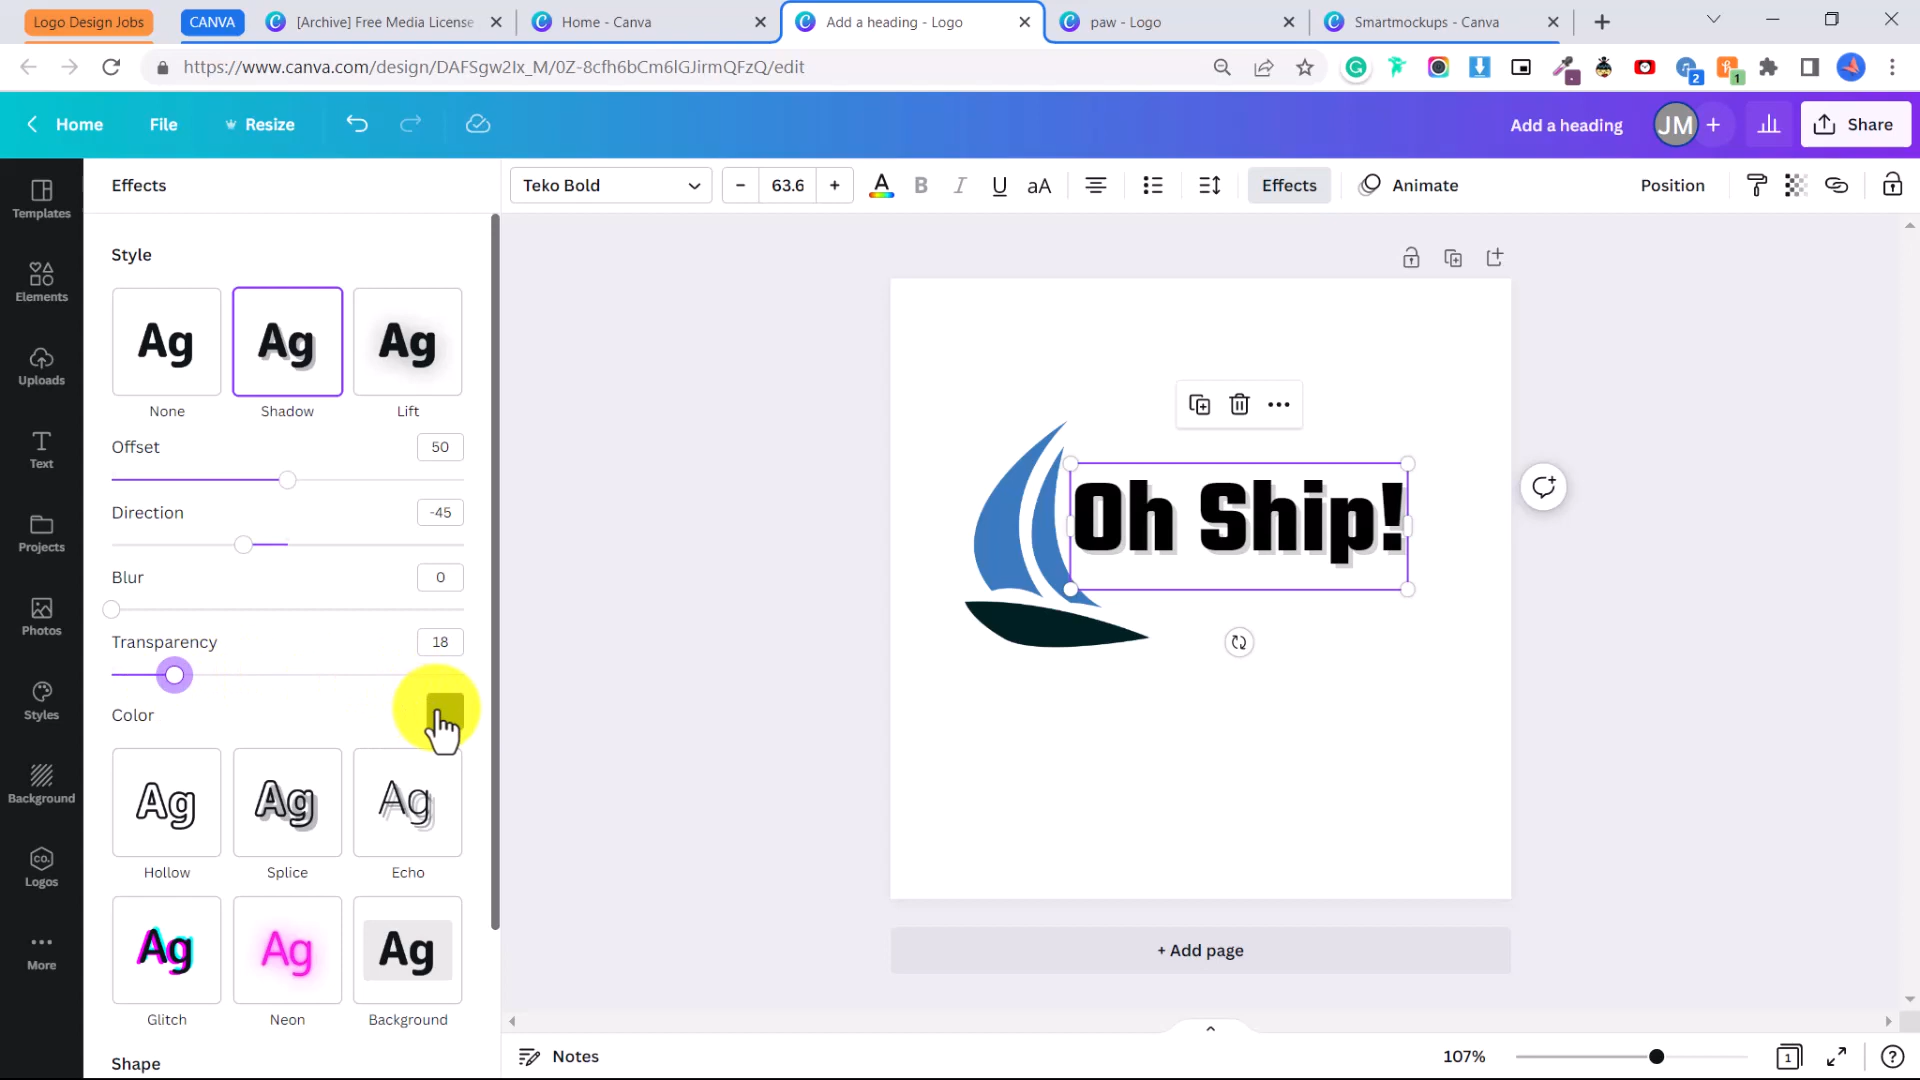 Logo Design Jobs
CANVA
[Archive] Free Media License
Home - Canva
Add a heading - Logo
paw - Logo
Smartmockups - Canva
https://www.canva.com/design/DAFSgw2Ix_M/0Z-8cfh6bCm6lGJirmQFzQ/edit
2
1
Home
File
Resize
Add a heading
JM
+
Share
Templates
Elements
Uploads
Text
Projects
Photos
Styles
Background
CO.
Logos
More
Effects
Teko Bold
- 63.6 +
A
B
I
U
aA
Effects
Animate
Position
Style
Ag
Ag
Ag
None
Shadow
Lift
Offset
50
Direction
-45
Blur
0
Transparency
18
Color
Ag
Ag
Ag
Hollow
Splice
Echo
Ag
Ag
Ag
Glitch
Neon
Background
Shape
Oh Ship!
+ Add page
Notes
107%
1
?